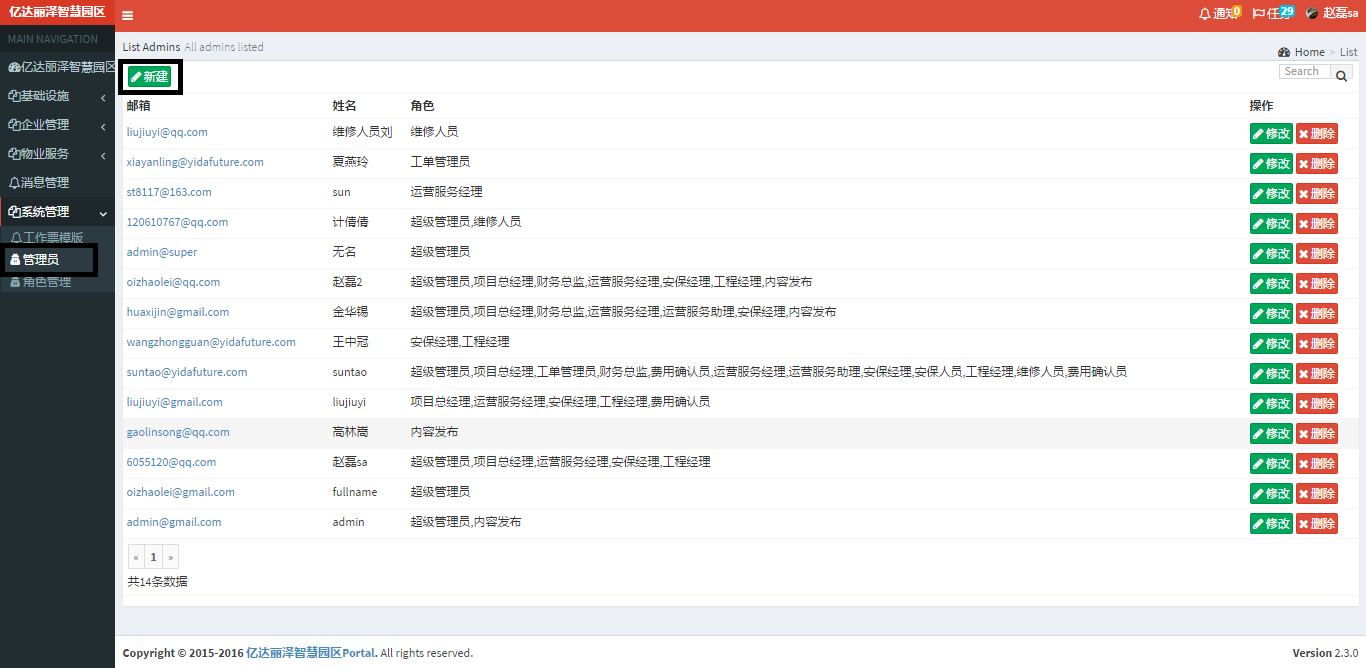 亿达丽泽智慧园区
通知 0 任务 29 赵磊sa
MAIN NAVIGATION
亿达丽泽智慧园区
基础设施
企业管理
物业服务
消息管理
系统管理
工作票模版
管理员
角色管理
List Admins All admins listed
Home > List
新建
Search
邮箱 姓名 角色 操作
liujiuyi@qq.com 维修人员刘 维修人员 修改 删除
xiayanling@yidafuture.com 夏燕玲 工单管理员 修改 删除
st8117@163.com sun 运营服务经理 修改 删除
120610767@qq.com 计倩倩 超级管理员,维修人员 修改 删除
admin@super 无名 超级管理员 修改 删除
oizhaolei@qq.com 赵磊2 超级管理员,项目总经理,财务总监,运营服务经理,安保经理,工程经理,内容发布 修改 删除
huaxijin@gmail.com 金华锡 超级管理员,项目总经理,财务总监,运营服务经理,运营服务助理,安保经理,内容发布 修改 删除
wangzhongguan@yidafuture.com 王中冠 安保经理,工程经理 修改 删除
suntao@yidafuture.com suntao 超级管理员,项目总经理,工单管理员,财务总监,费用确认员,运营服务经理,运营服务助理,安保经理,安保人员,工程经理,维修人员,费用确认员 修改 删除
liujiuyi@gmail.com liujiuyi 项目总经理,运营服务经理,安保经理,工程经理,费用确认员 修改 删除
gaolinsong@qq.com 高林嵩 内容发布 修改 删除
6055120@qq.com 赵磊sa 超级管理员,项目总经理,运营服务经理,安保经理,工程经理 修改 删除
oizhaolei@gmail.com fullname 超级管理员 修改 删除
admin@gmail.com admin 超级管理员,内容发布 修改 删除
« 1 »
共14条数据
Copyright © 2015-2016 亿达丽泽智慧园区Portal. All rights reserved.
Version 2.3.0